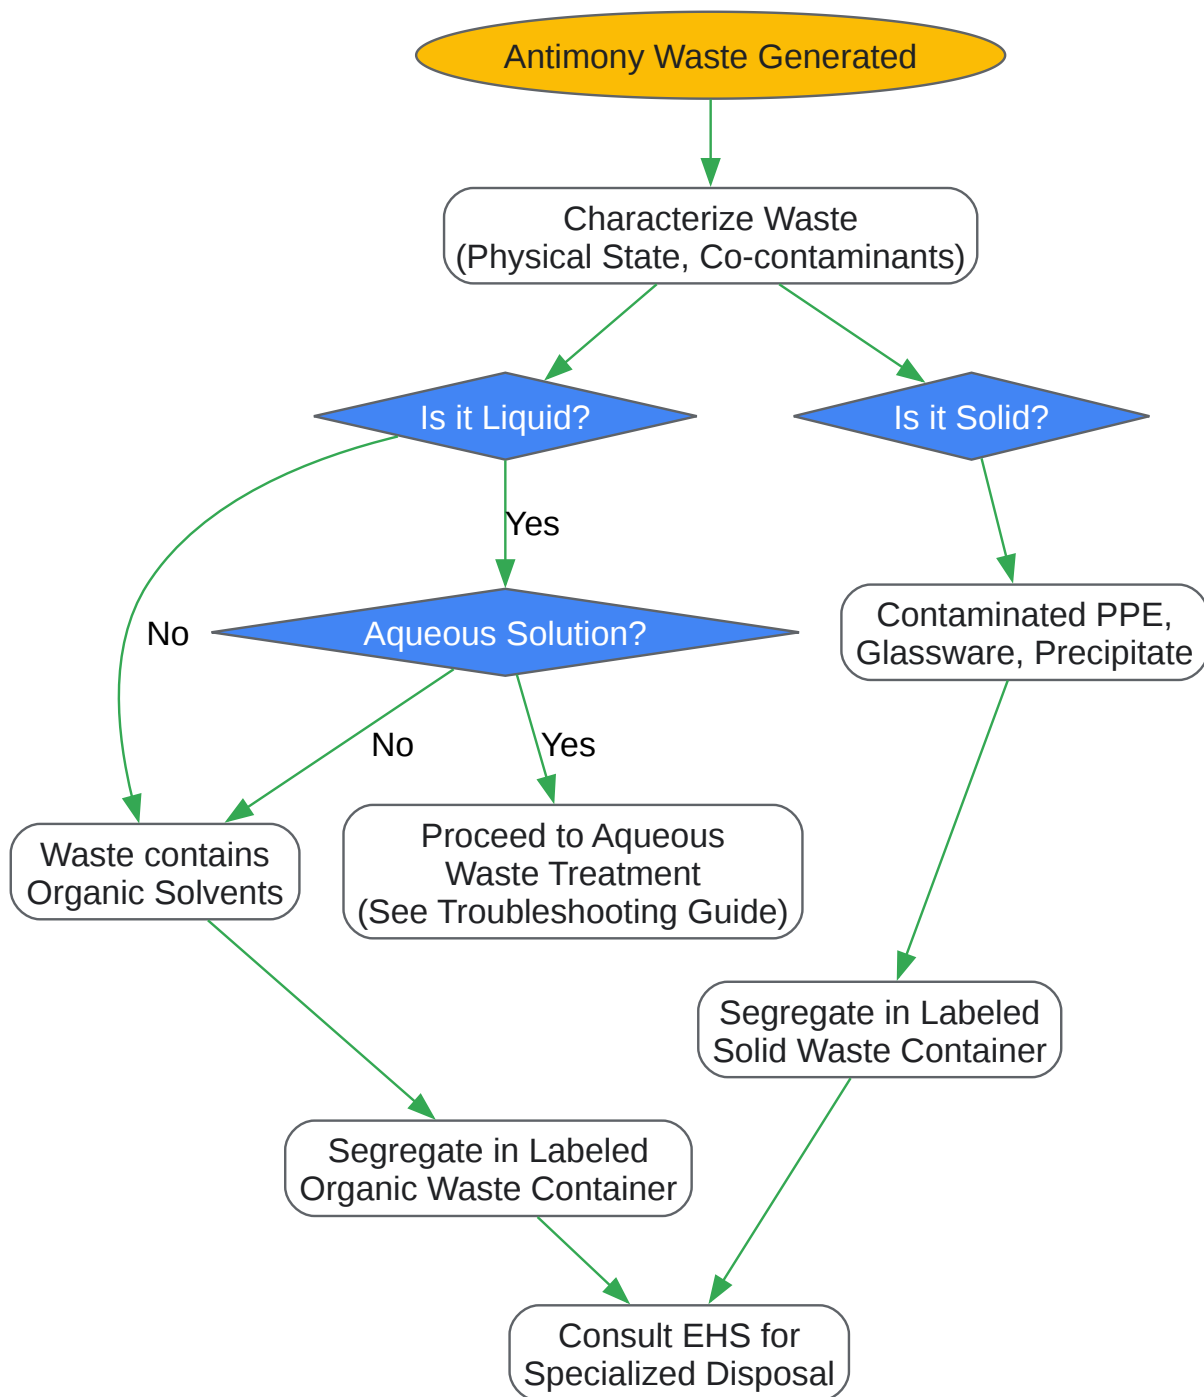 Antimony Waste Generated
Characterize Waste
(Physical State, Co-contaminants)
Is it Liquid?
Is it Solid?
Yes
No
Aqueous Solution?
Contaminated PPE,
Glassware, Precipitate
No
Yes
Waste contains
Organic Solvents
Proceed to Aqueous
Waste Treatment
(See Troubleshooting Guide)
Segregate in Labeled
Solid Waste Container
Segregate in Labeled
Organic Waste Container
Consult EHS for
Specialized Disposal